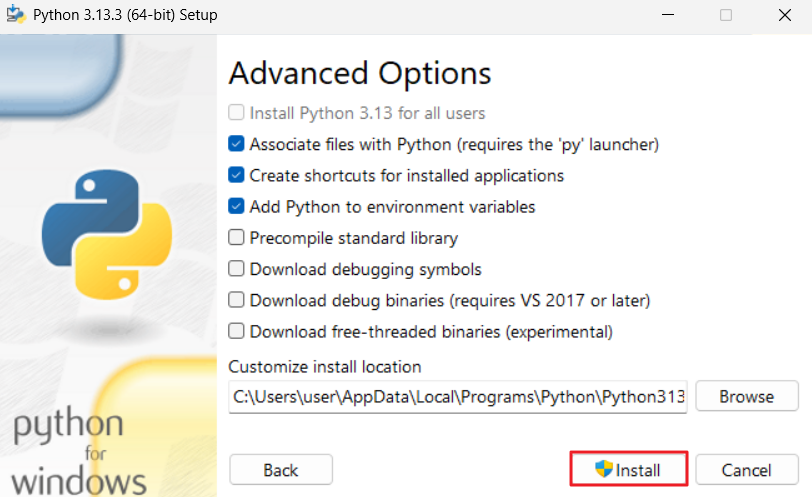 Python 3.13.3 (64-bit) Setup
Advanced Options
Install Python 3.13 for all users
Associate files with Python (requires the 'py' launcher)
Create shortcuts for installed applications
Add Python to environment variables
Precompile standard library
Download debugging symbols
Download debug binaries (requires VS 2017 or later)
Download free-threaded binaries (experimental)
Customize install location
C:\Users\user\AppData\Local\Programs\Python\Python313
Browse
python
for
windows
Back
Install
Cancel